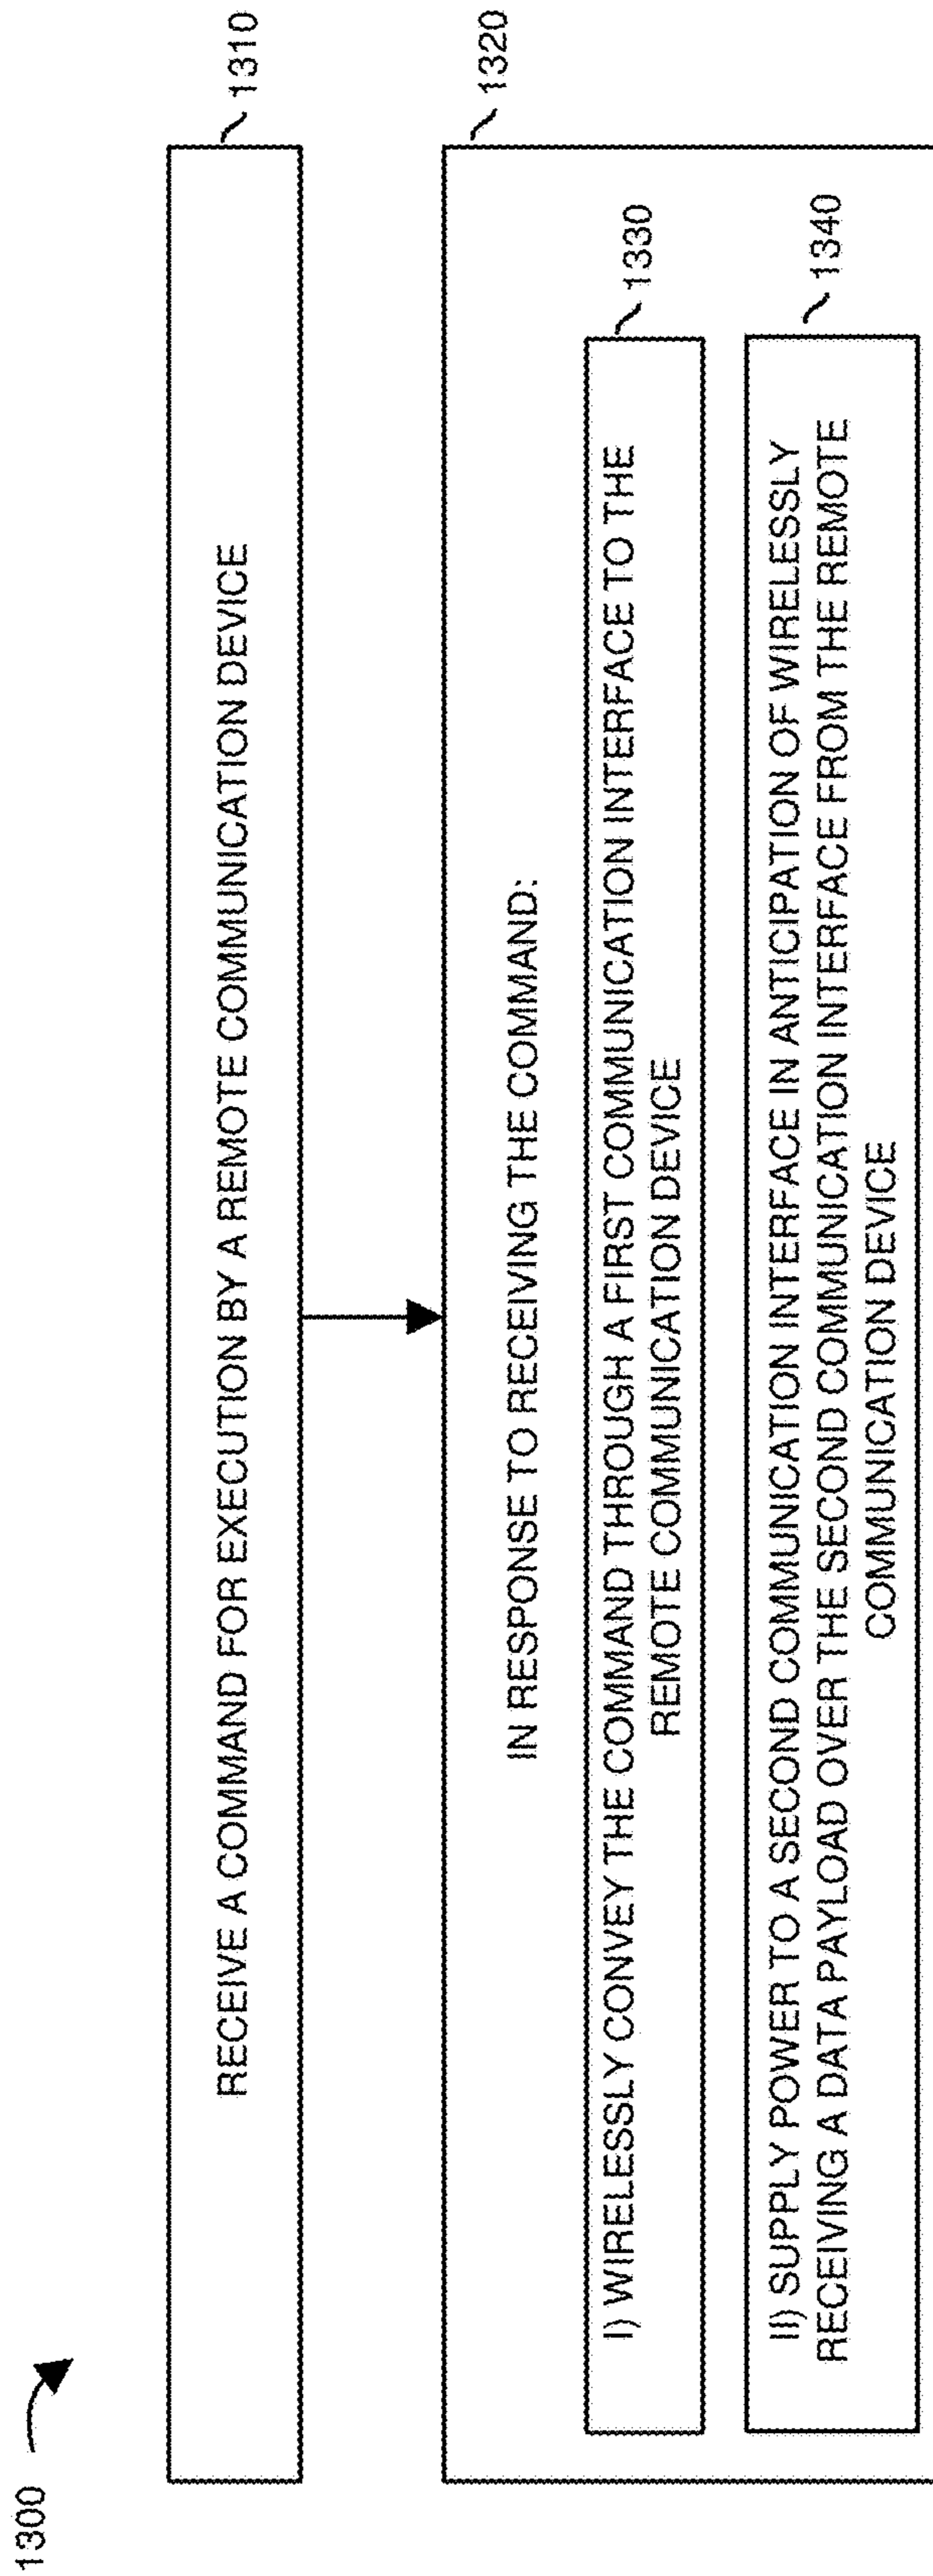 1300
RECEIVE A COMMAND FOR EXECUTION BY A REMOTE COMMUNICATION DEVICE
1310
1320
IN RESPONSE TO RECEIVING THE COMMAND:
I) WIRELESSLY CONVEY THE COMMAND THROUGH A FIRST COMMUNICATION INTERFACE TO THE
REMOTE COMMUNICATION DEVICE
1330
II) SUPPLY POWER TO A SECOND COMMUNICATION INTERFACE IN ANTICIPATION OF WIRELESSLY
RECEIVING A DATA PAYLOAD OVER THE SECOND COMMUNICATION INTERFACE FROM THE REMOTE
COMMUNICATION DEVICE
1340